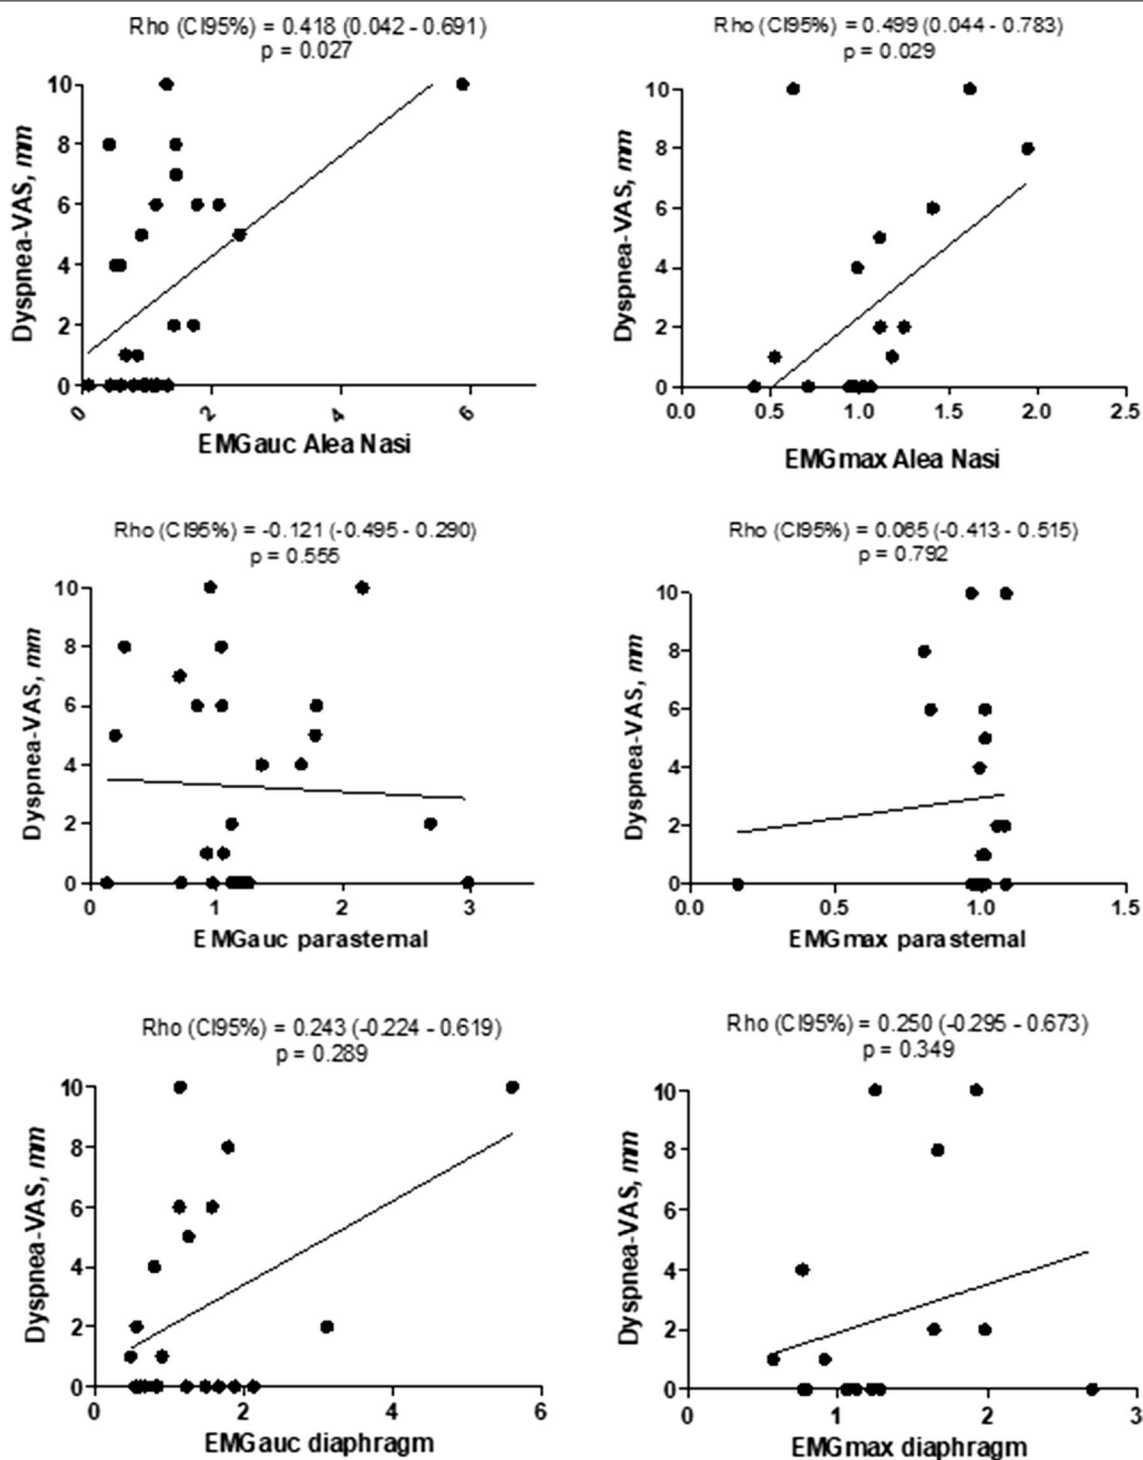 Rho (CI95%) = 0.418 (0.042 - 0.691)
p = 0.027
10
8
6
4
2
0
Dyspnea-VAS, mm
0 2 4 6
EMGauc Alea Nasi
Rho (CI95%) = 0.499 (0.044 - 0.783)
p = 0.029
10
8
6
4
2
0
Dyspnea-VAS, mm
0.0 0.5 1.0 1.5 2.0 2.5
EMGmax Alea Nasi
Rho (CI95%) = -0.121 (-0.495 - 0.290)
p = 0.555
10
8
6
4
2
0
Dyspnea-VAS, mm
0 1 2 3
EMGauc parasternal
Rho (CI95%) = 0.065 (-0.413 - 0.515)
p = 0.792
10
8
6
4
2
0
Dyspnea-VAS, mm
0.0 0.5 1.0 1.5
EMGmax parasternal
Rho (CI95%) = 0.243 (-0.224 - 0.619)
p = 0.289
10
8
6
4
2
0
Dyspnea-VAS, mm
0 2 4 6
EMGauc diaphragm
Rho (CI95%) = 0.250 (-0.295 - 0.673)
p = 0.349
10
8
6
4
2
0
Dyspnea-VAS, mm
0 1 2 3
EMGmax diaphragm